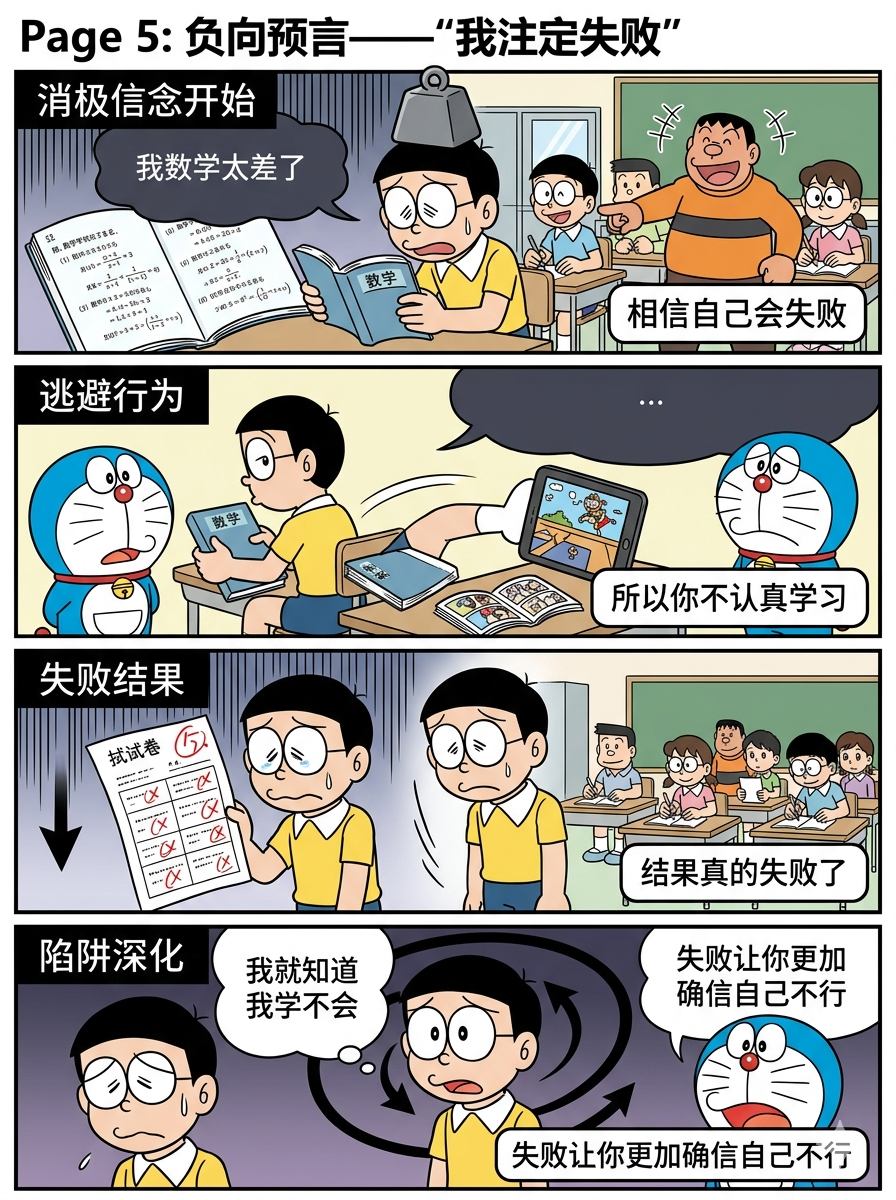 Page 5: 负向预言——“我注定失败”
消极信念开始
我数学太差了
数学
相信自己会失败
逃避行为
...
数学
所以你不认真学习
失败结果
拭试卷
结果真的失败了
陷阱深化
我就知道
我学不会
失败让你更加
确信自己不行
失败让你更加确信自己不行